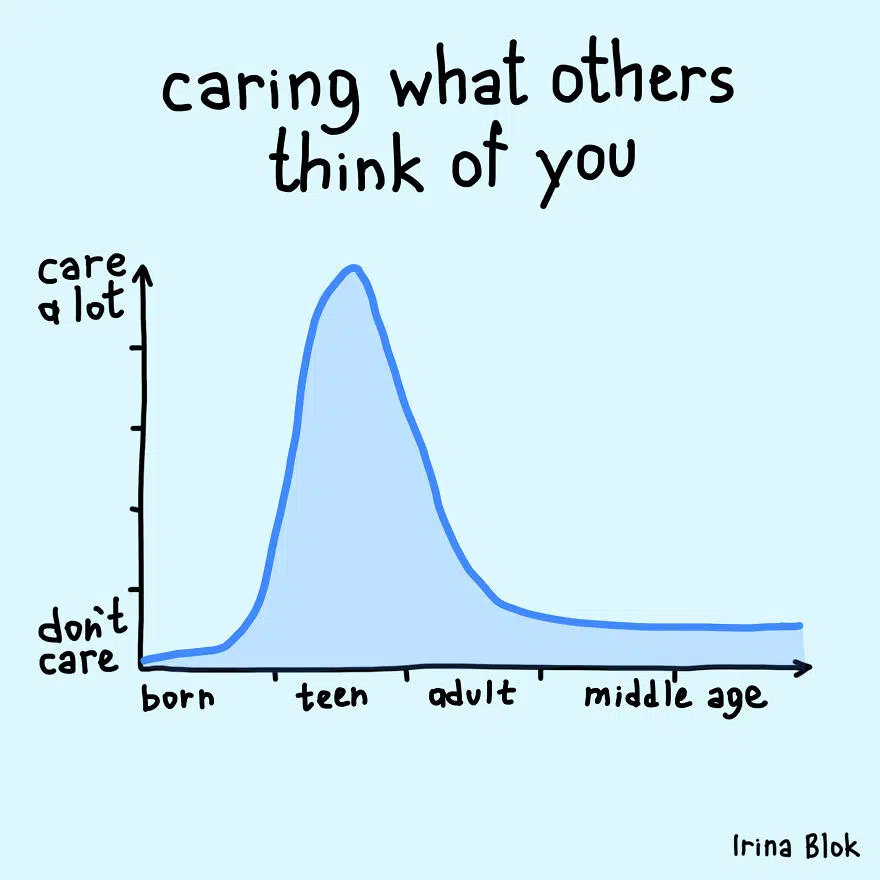 caring what others
think of you
care
a lot
don't
care
born
teen
adult
middle age
Irina Blok